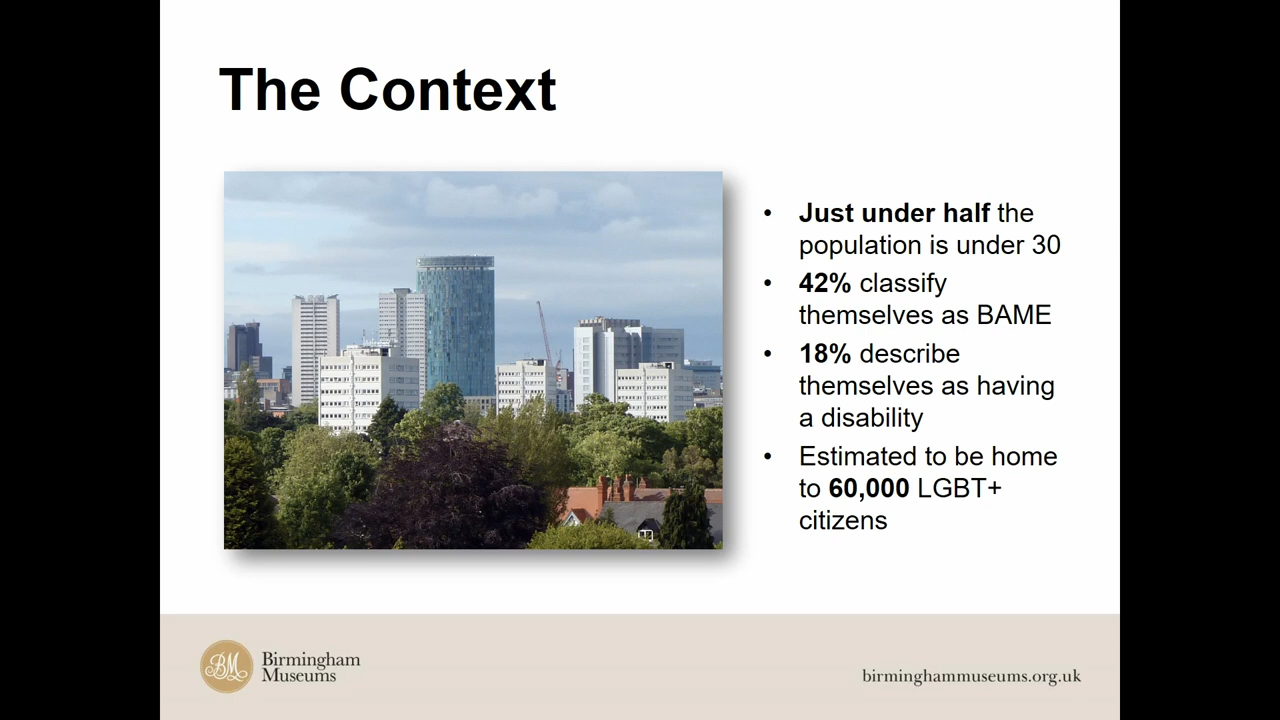 The Context
• Just under half the
population is under 30
• 42% classify
themselves as BAME
• 18% describe
themselves as having
a disability
• Estimated to be home
to 60,000 LGBT+
citizens
BM
Birmingham
Museums
birminghammuseums.org.uk